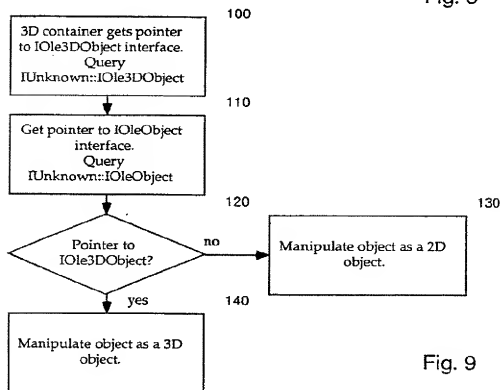 100
3D container gets pointer
to IOle3DObject interface.
Query
IUnknown::IOle3DObject
110
Get pointer to IOleObject
interface.
Query
IUnknown::IOleObject
120
130
Pointer to
IOle3DObject?
no
Manipulate object as a 2D
object.
yes
140
Manipulate object as a 3D
object.
Fig. 9